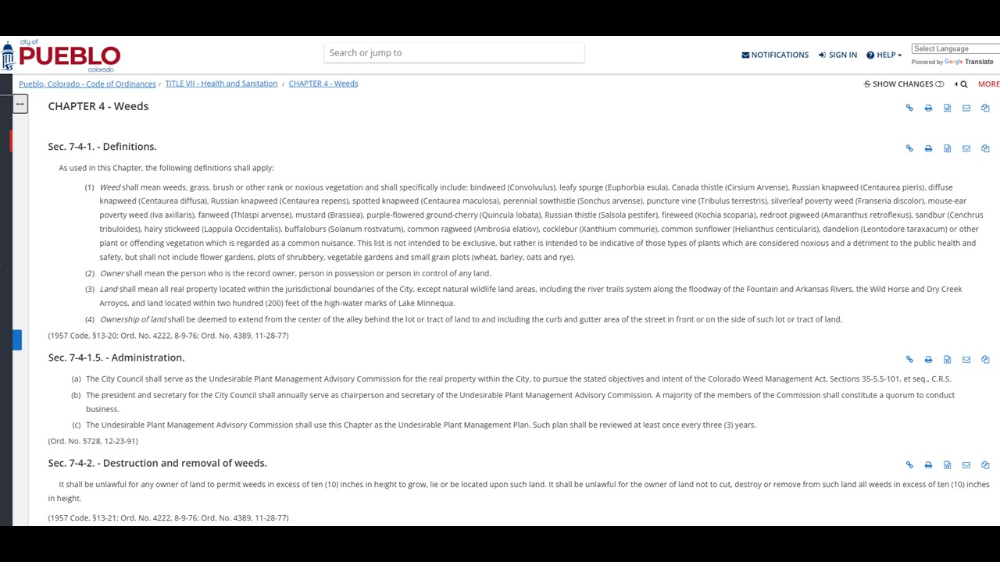 city of
PUEBLO
colorado
Search or jump to
NOTIFICATIONS
SIGN IN
HELP
Select Language
Powered by Google Translate
Pueblo, Colorado - Code of Ordinances / TITLE VII - Health and Sanitation / CHAPTER 4 - Weeds
SHOW CHANGES
MORE
CHAPTER 4 - Weeds
Sec. 7-4-1. - Definitions.
As used in this Chapter, the following definitions shall apply:
(1) Weed shall mean weeds, grass, brush or other rank or noxious vegetation and shall specifically include: bindweed (Convolvulus), leafy spurge (Euphorbia esula), Canada thistle (Cirsium Arvense), Russian knapweed (Centaurea pieris), diffuse
knapweed (Centaurea diffusa), Russian knapweed (Centaurea repens), spotted knapweed (Centaurea maculosa), perennial sowthistle (Sonchus arvense), puncture vine (Tribulus terrestris), silverleaf poverty weed (Franseria discolor), mouse-ear
poverty weed (Iva axillaris), fanweed (Thlaspi arvense), mustard (Brassiea), purple-flowered ground-cherry (Quincula lobata), Russian thistle (Salsola pestifer), fireweed (Kochia scoparia), redroot pigweed (Amaranthus retroflexus), sandbur (Cenchrus
tribuloides), hairy stickweed (Lappula Occidentalis), buffaloburs (Solanum rostvatum), common ragweed (Ambrosia elatiov), cocklebur (Xanthium commurie), common sunflower (Helianthus centicularis), dandelion (Leontodore taraxacum) or other
plant or offending vegetation which is regarded as a common nuisance. This list is not intended to be exclusive, but rather is intended to be indicative of those types of plants which are considered noxious and a detriment to the public health and
safety, but shall not include flower gardens, plots of shrubbery, vegetable gardens and small grain plots (wheat, barley, oats and rye).
(2) Owner shall mean the person who is the record owner, person in possession or person in control of any land.
(3) Land shall mean all real property located within the jurisdictional boundaries of the City, except natural wildlife land areas, including the river trails system along the floodway of the Fountain and Arkansas Rivers, the Wild Horse and Dry Creek
Arroyos, and land located within two hundred (200) feet of the high-water marks of Lake Minnequa.
(4) Ownership of land shall be deemed to extend from the center of the alley behind the lot or tract of land to and including the curb and gutter area of the street in front or on the side of such lot or tract of land.
(1957 Code, §13-20; Ord. No. 4222, 8-9-76; Ord. No. 4389, 11-28-77)
Sec. 7-4-1.5. - Administration.
(a) The City Council shall serve as the Undesirable Plant Management Advisory Commission for the real property within the City, to pursue the stated objectives and intent of the Colorado Weed Management Act, Sections 35-5.5-101, et seq., C.R.S.
(b) The president and secretary for the City Council shall annually serve as chairperson and secretary of the Undesirable Plant Management Advisory Commission. A majority of the members of the Commission shall constitute a quorum to conduct
business.
(c) The Undesirable Plant Management Advisory Commission shall use this Chapter as the Undesirable Plant Management Plan. Such plan shall be reviewed at least once every three (3) years.
(Ord. No. 5728, 12-23-91)
Sec. 7-4-2. - Destruction and removal of weeds.
It shall be unlawful for any owner of land to permit weeds in excess of ten (10) inches in height to grow, lie or be located upon such land. It shall be unlawful for the owner of land not to cut, destroy or remove from such land all weeds in excess of ten (10) inches
in height.
(1957 Code, §13-21; Ord. No. 4222, 8-9-76; Ord. No. 4389, 11-28-77)